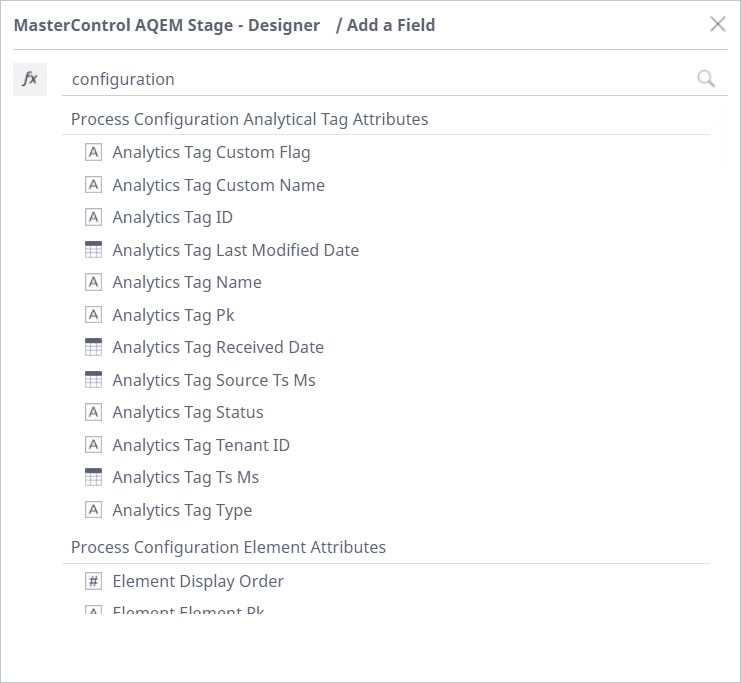 MasterControl AQEM Stage - Designer / Add a Field
fx configuration
Process Configuration Analytical Tag Attributes
A Analytics Tag Custom Flag
A Analytics Tag Custom Name
A Analytics Tag ID
Analytics Tag Last Modified Date
A Analytics Tag Name
A Analytics Tag Pk
Analytics Tag Received Date
Analytics Tag Source Ts Ms
A Analytics Tag Status
A Analytics Tag Tenant ID
Analytics Tag Ts Ms
A Analytics Tag Type
Process Configuration Element Attributes
# Element Display Order
A Element Element Pk